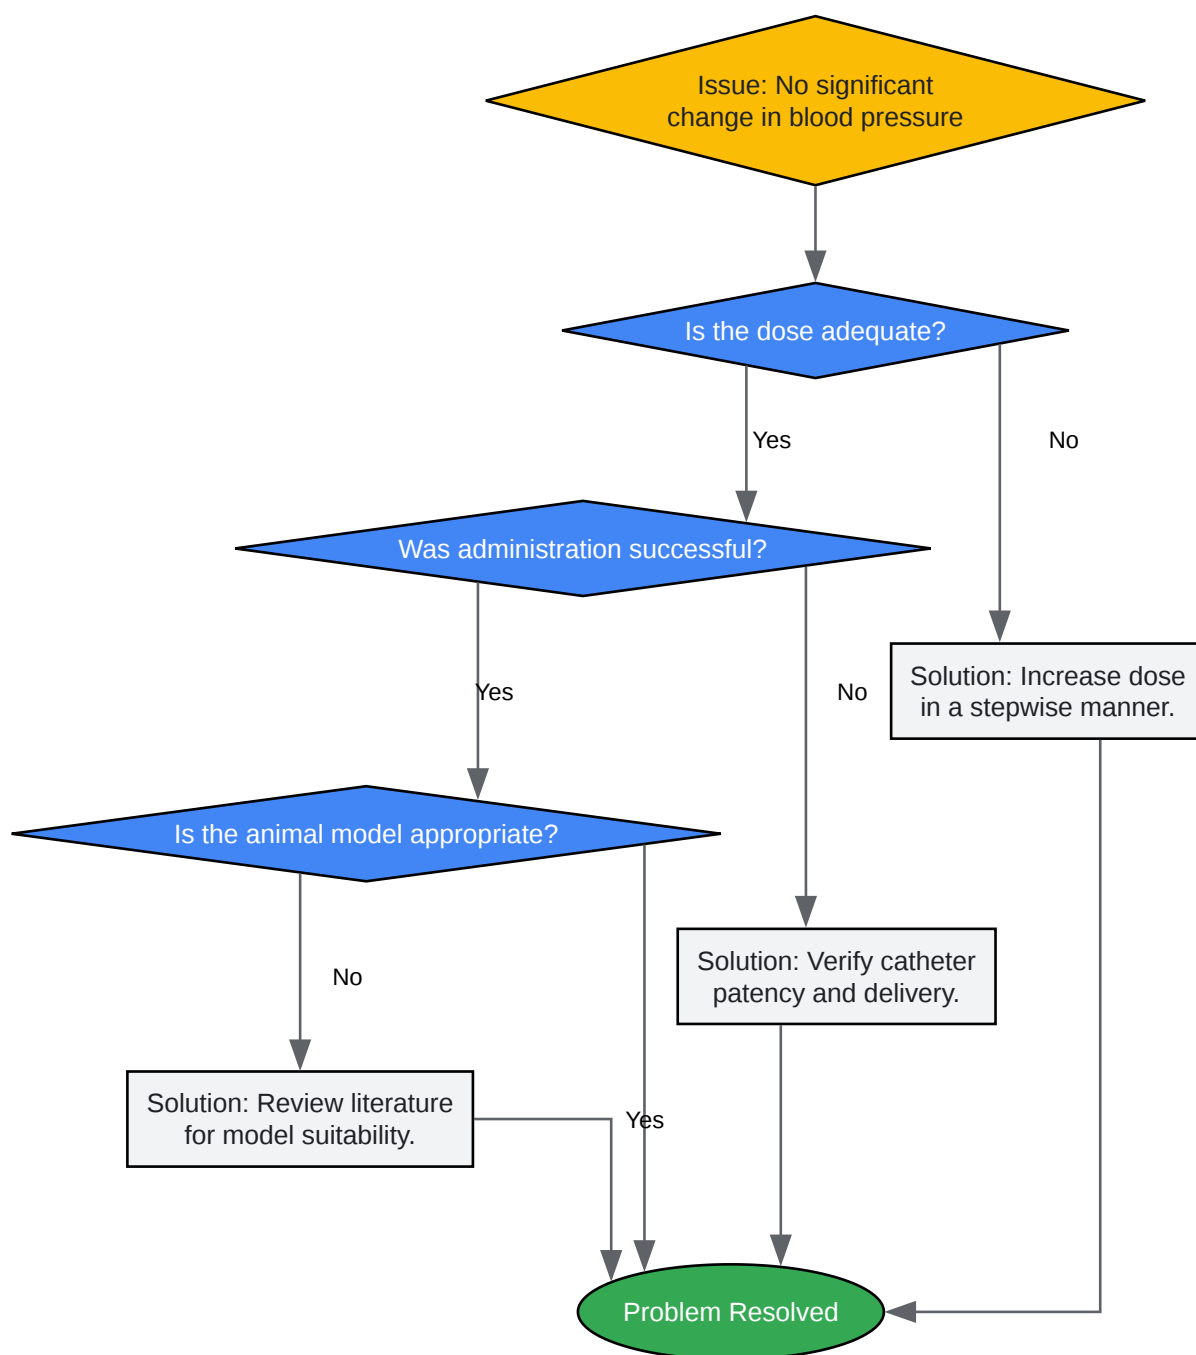 Issue: No significant
change in blood pressure
Is the dose adequate?
Yes
No
Was administration successful?
Solution: Increase dose
in a stepwise manner.
Yes
No
Is the animal model appropriate?
Solution: Verify catheter
patency and delivery.
No
Solution: Review literature
for model suitability.
Yes
Problem Resolved